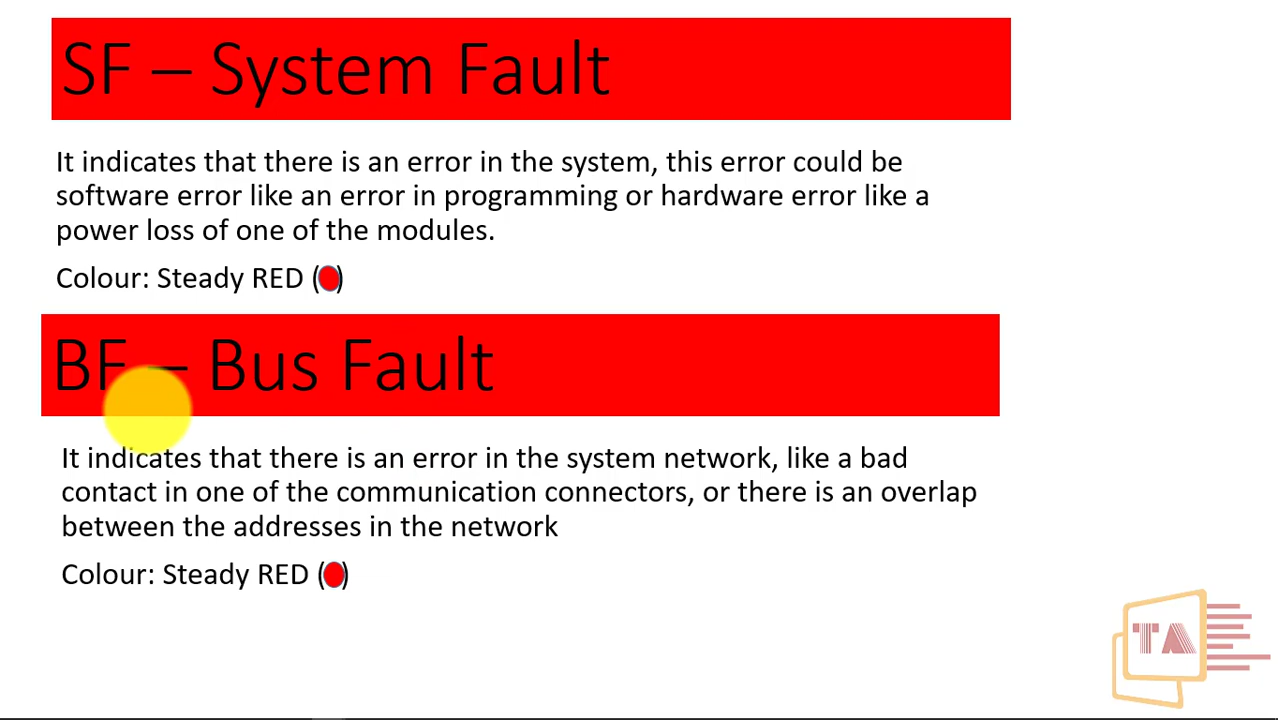 SF – System Fault
It indicates that there is an error in the system, this error could be
software error like an error in programming or hardware error like a
power loss of one of the modules.
Colour: Steady RED ()
BF – Bus Fault
It indicates that there is an error in the system network, like a bad
contact in one of the communication connectors, or there is an overlap
between the addresses in the network
Colour: Steady RED ()
TA